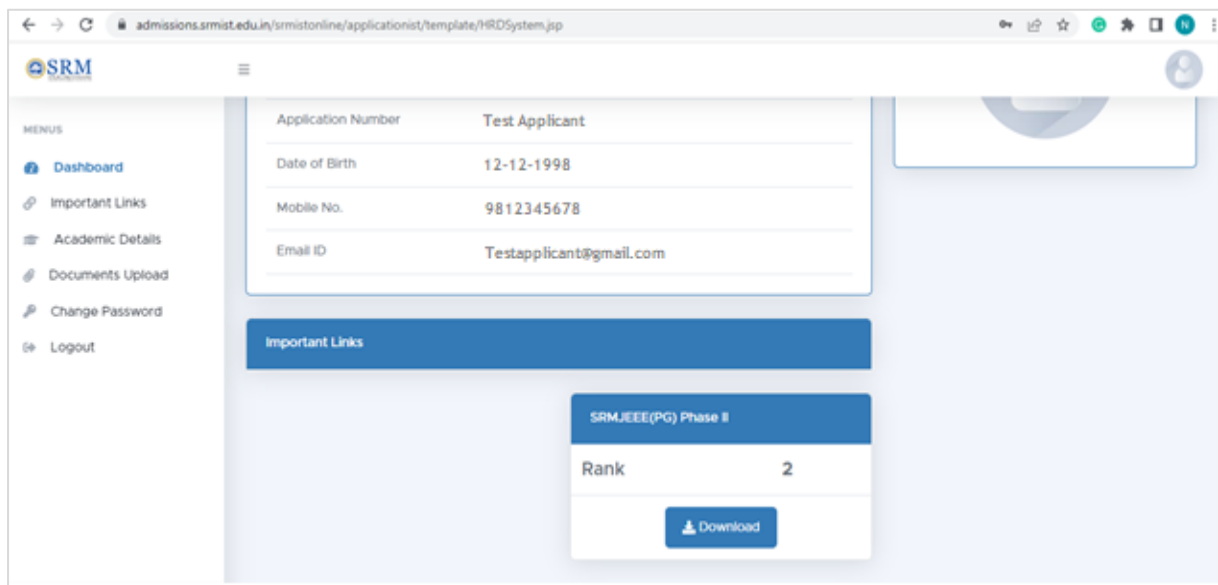 admissions.srmist.edu.in/srmistonline/applicationist/template/HRDSystem.jsp
N
SRM
MENUS
Dashboard
Important Links
Academic Details
Documents Upload
Change Password
Logout
Application Number Test Applicant
Date of Birth 12-12-1998
Mobile No. 9812345678
Email ID Testapplicant@gmail.com
Important Links
SRMJEEE(PG) Phase II
Rank 2
Download